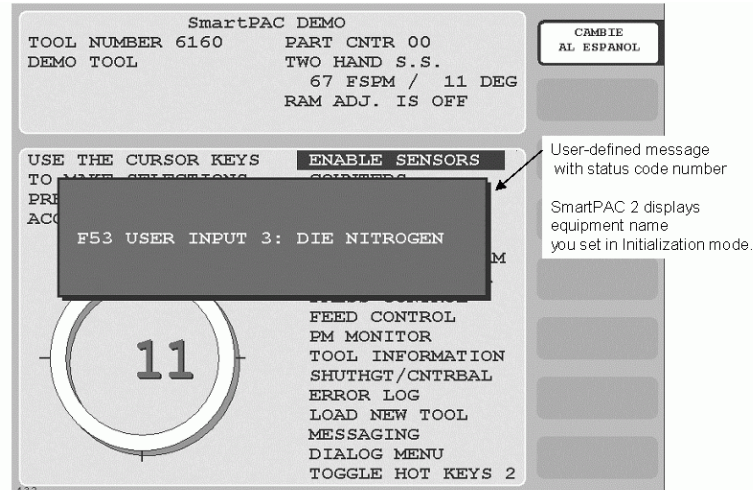 SmartPAC DEMO
TOOL NUMBER 6160 PART CNTR 00
DEMO TOOL TWO HAND S.S.
67 FSPM / 11 DEG
RAM ADJ. IS OFF
CAMBIE
AL ESPANOL
USE THE CURSOR KEYS ENABLE SENSORS
TO MAKE SELECTIONS COUNTERS
PRE
ACC
F53 USER INPUT 3: DIE NITROGEN
M
FEED CONTROL
PM MONITOR
TOOL INFORMATION
SHUTHGT/CNTRBAL
ERROR LOG
LOAD NEW TOOL
MESSAGING
DIALOG MENU
TOGGLE HOT KEYS 2
11
User-defined message
with status code number
SmartPAC 2 displays
equipment name
you set in Initialization mode.